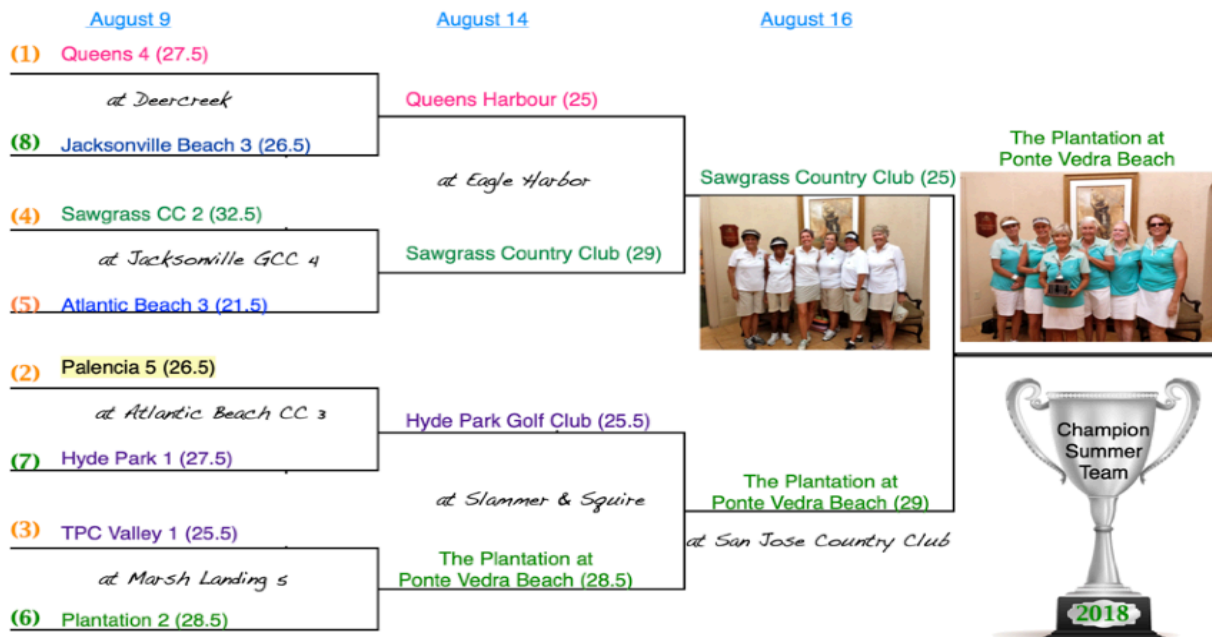 August 9
August 14
August 16
(1) Queens 4 (27.5)
at Deercreek
(8) Jacksonville Beach 3 (26.5)
(4) Sawgrass CC 2 (32.5)
at Jacksonville GCC 4
(5) Atlantic Beach 3 (21.5)
(2) Palencia 5 (26.5)
at Atlantic Beach CC 3
(7) Hyde Park 1 (27.5)
(3) TPC Valley 1 (25.5)
at Marsh Landing 5
(6) Plantation 2 (28.5)
Queens Harbour (25)
at Eagle Harbor
Sawgrass Country Club (29)
Hyde Park Golf Club (25.5)
at Slammer & Squire
The Plantation at
Ponte Vedra Beach (28.5)
Sawgrass Country Club (25)
The Plantation at
Ponte Vedra Beach (29)
at San Jose Country Club
The Plantation at
Ponte Vedra Beach
Champion
Summer
Team
2018